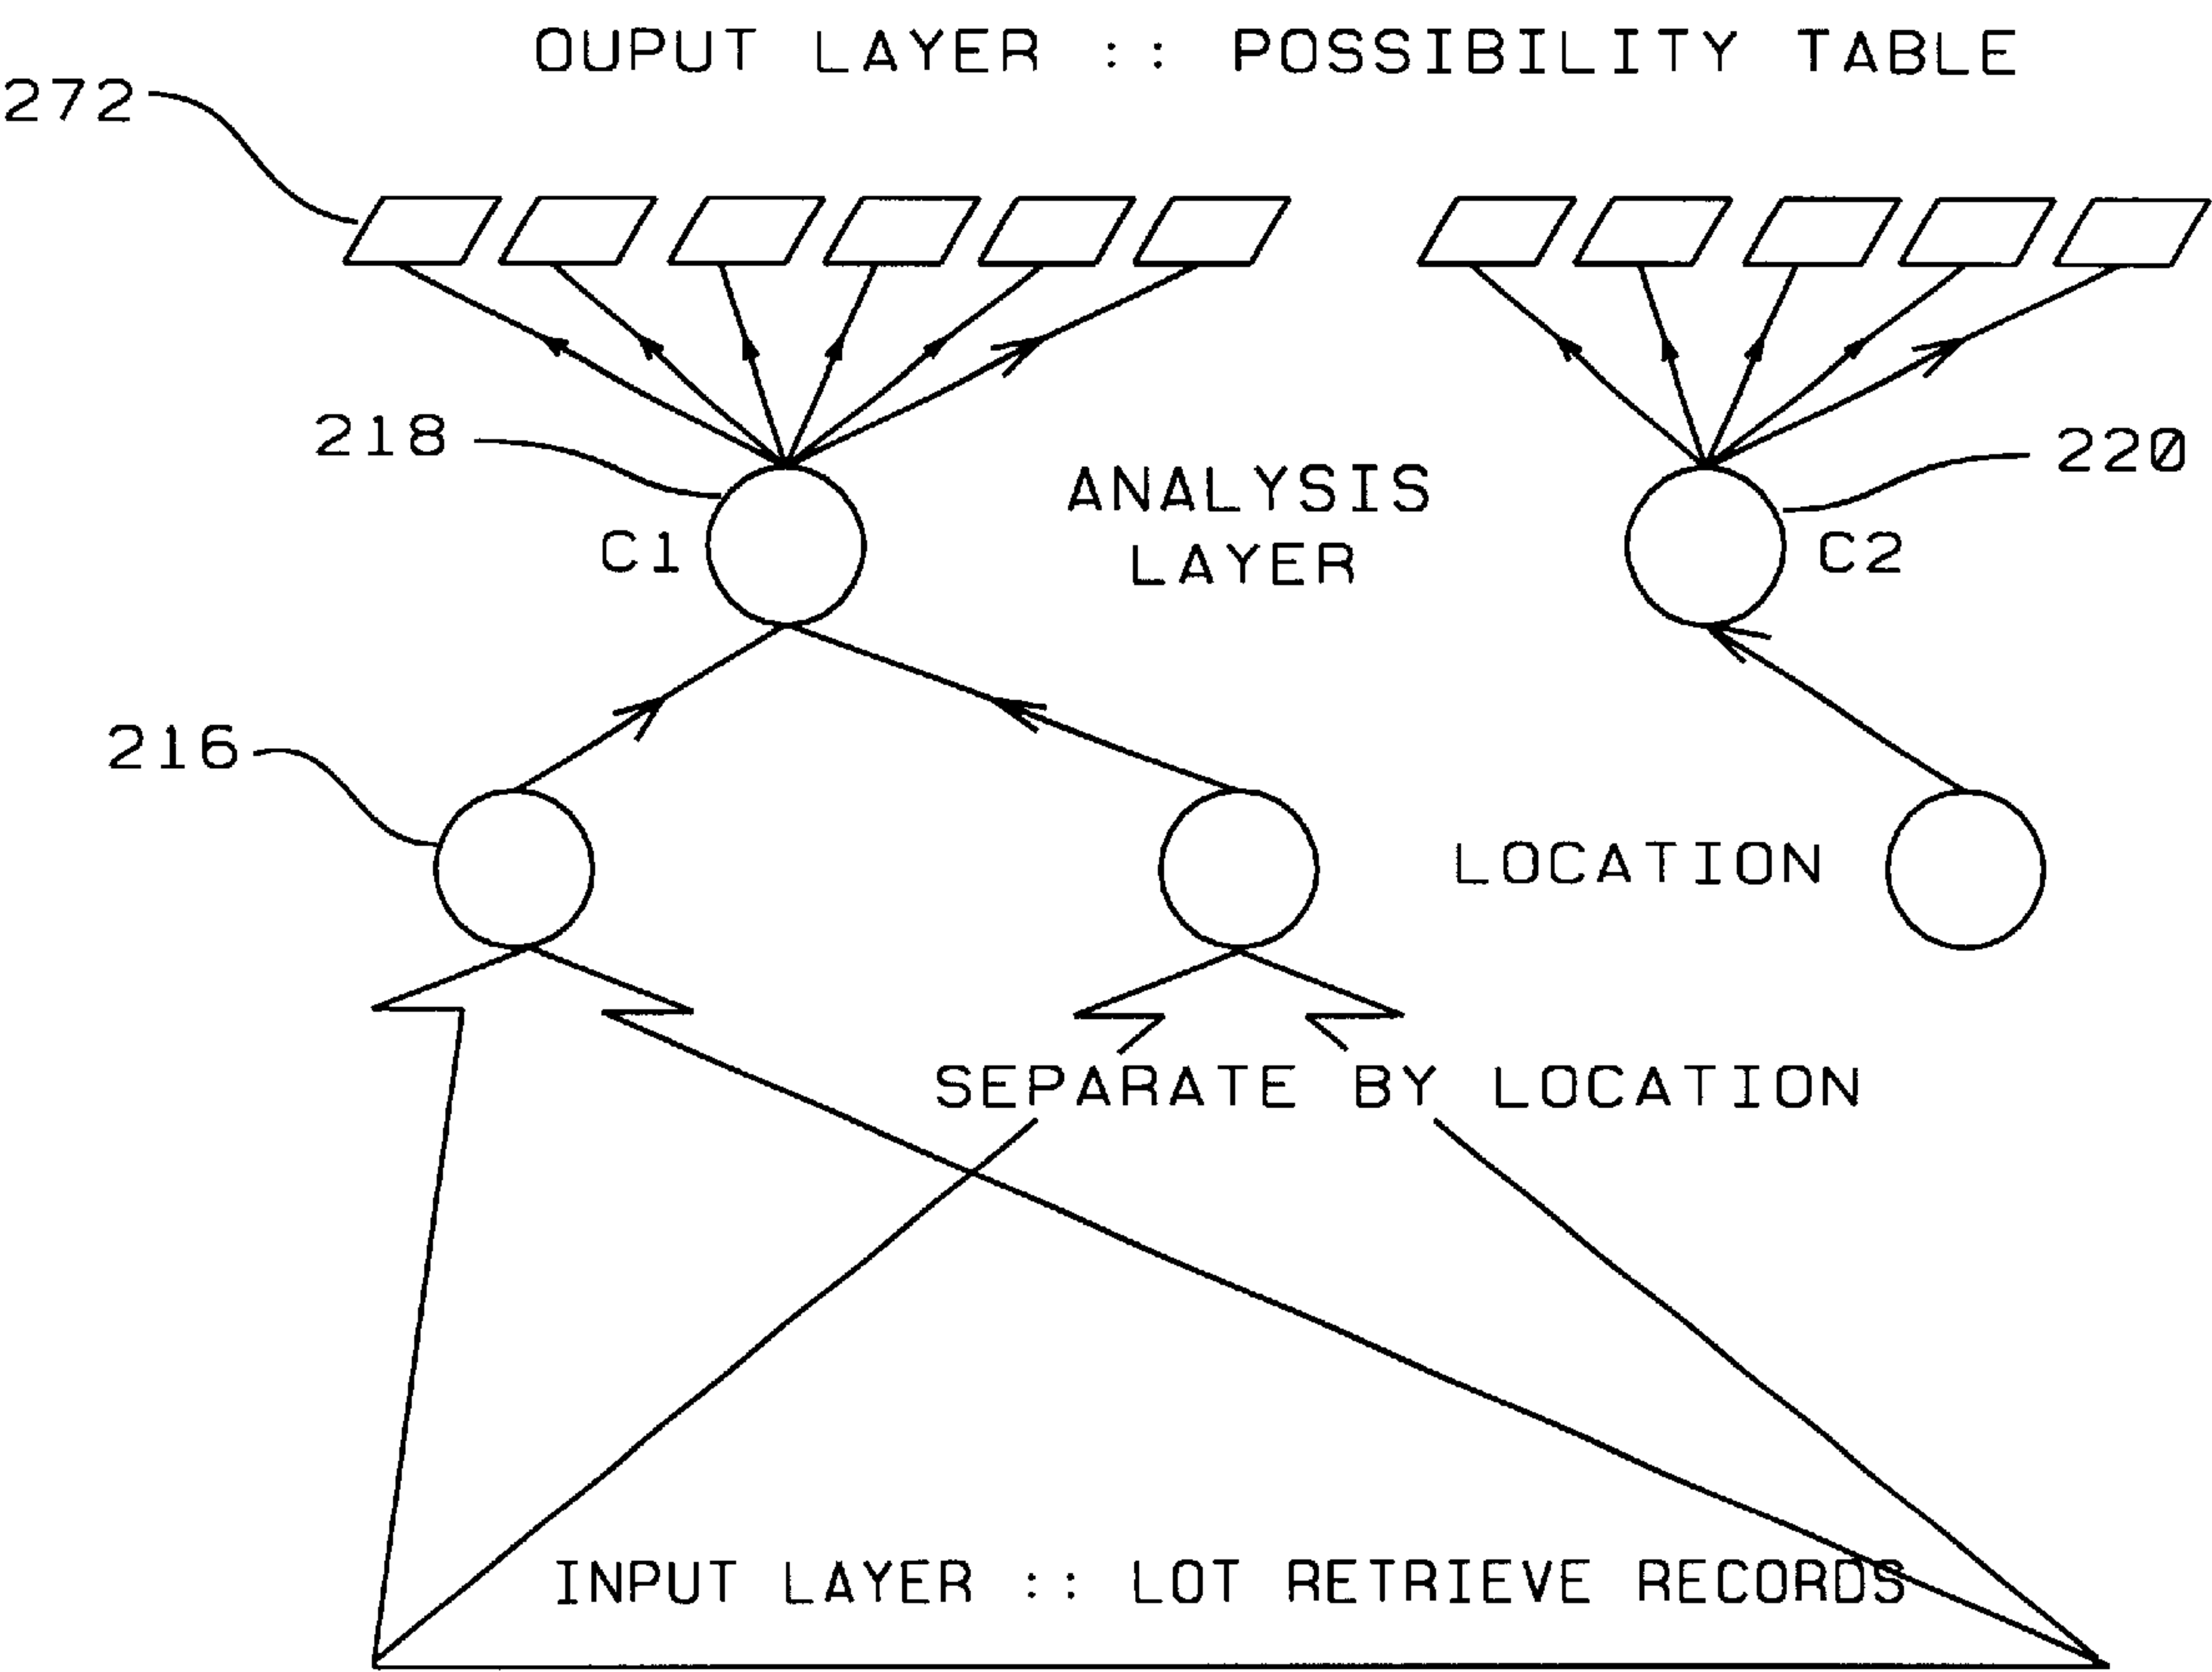 OUPUT LAYER :: POSSIBILITY TABLE
272
218
220
ANALYSIS
LAYER
C1
C2
216
LOCATION
SEPARATE BY LOCATION
INPUT LAYER :: LOT RETRIEVE RECORDS